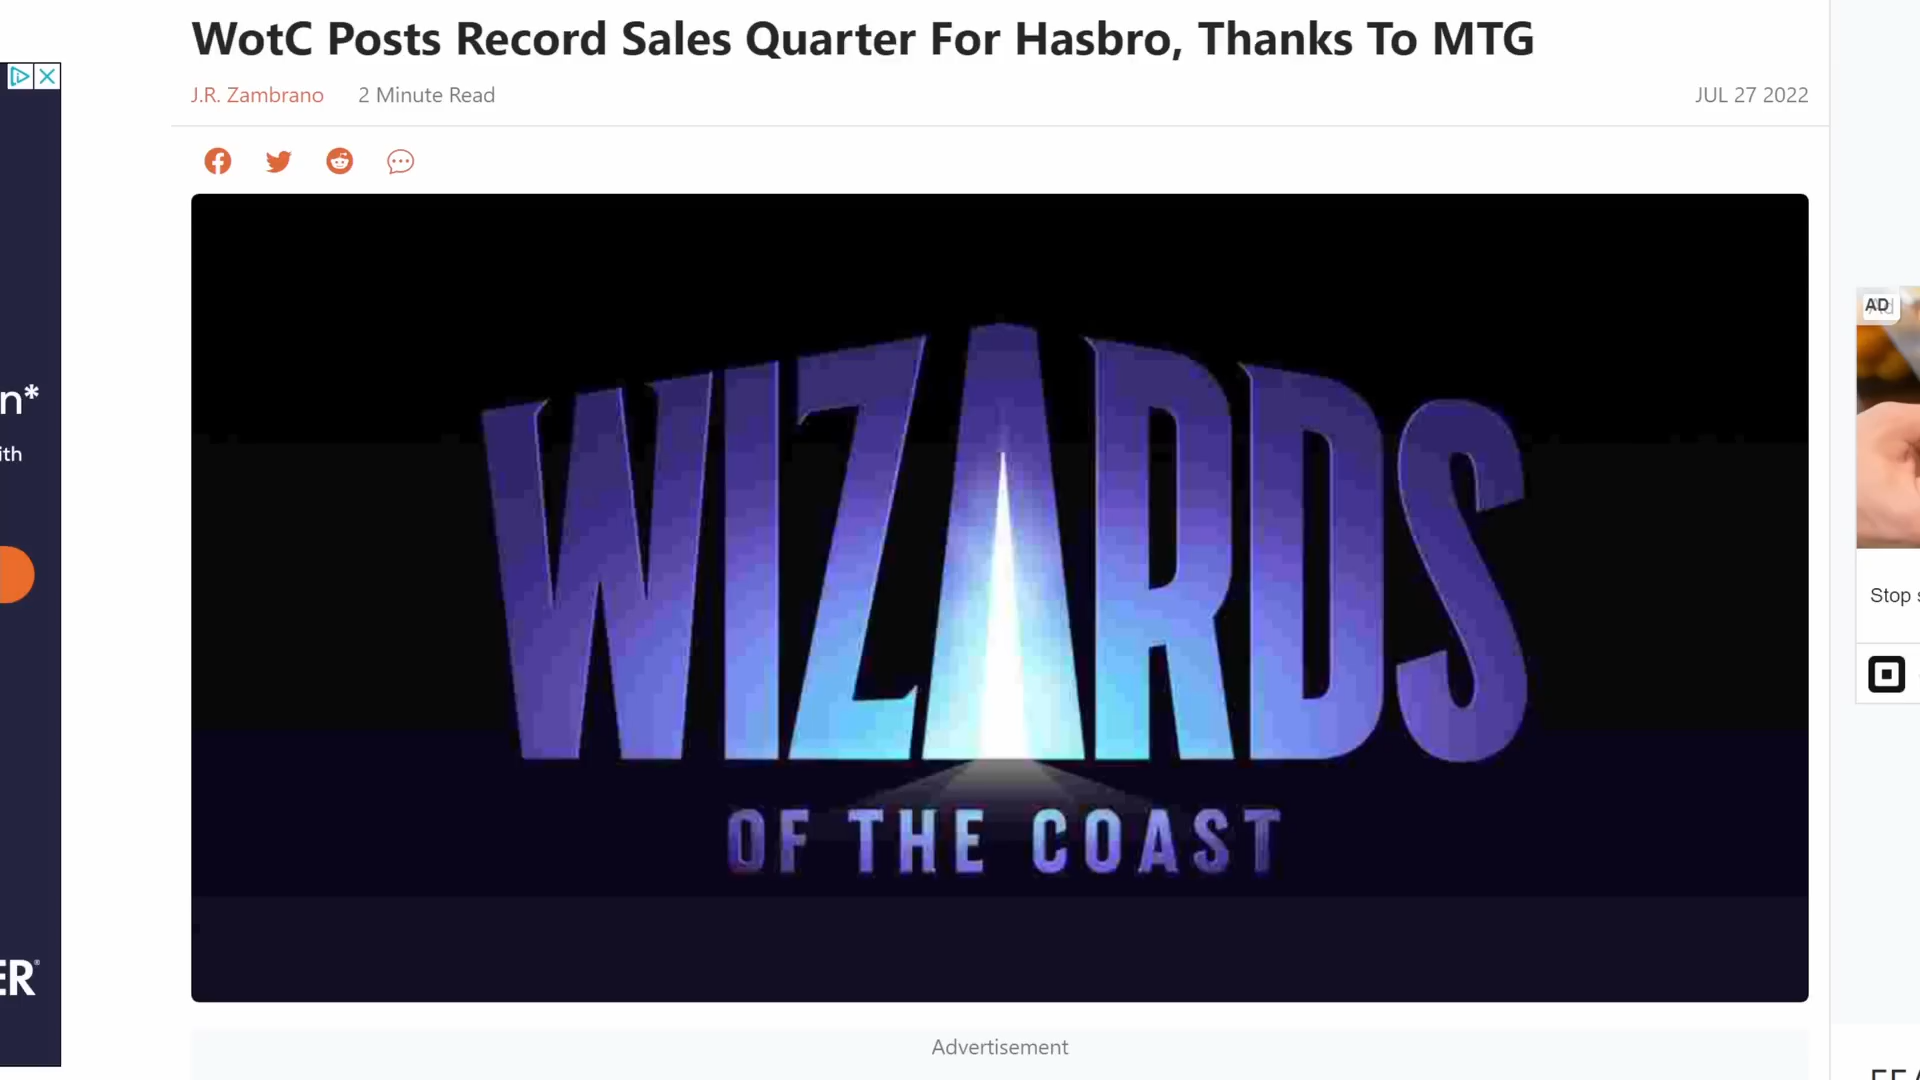 WotC Posts Record Sales Quarter For Hasbro, Thanks To MTG
J.R. Zambrano 2 Minute Read JUL 27 2022
WIZARDS
OF THE COAST
Advertisement
n*
ith
ER
AD
Stop